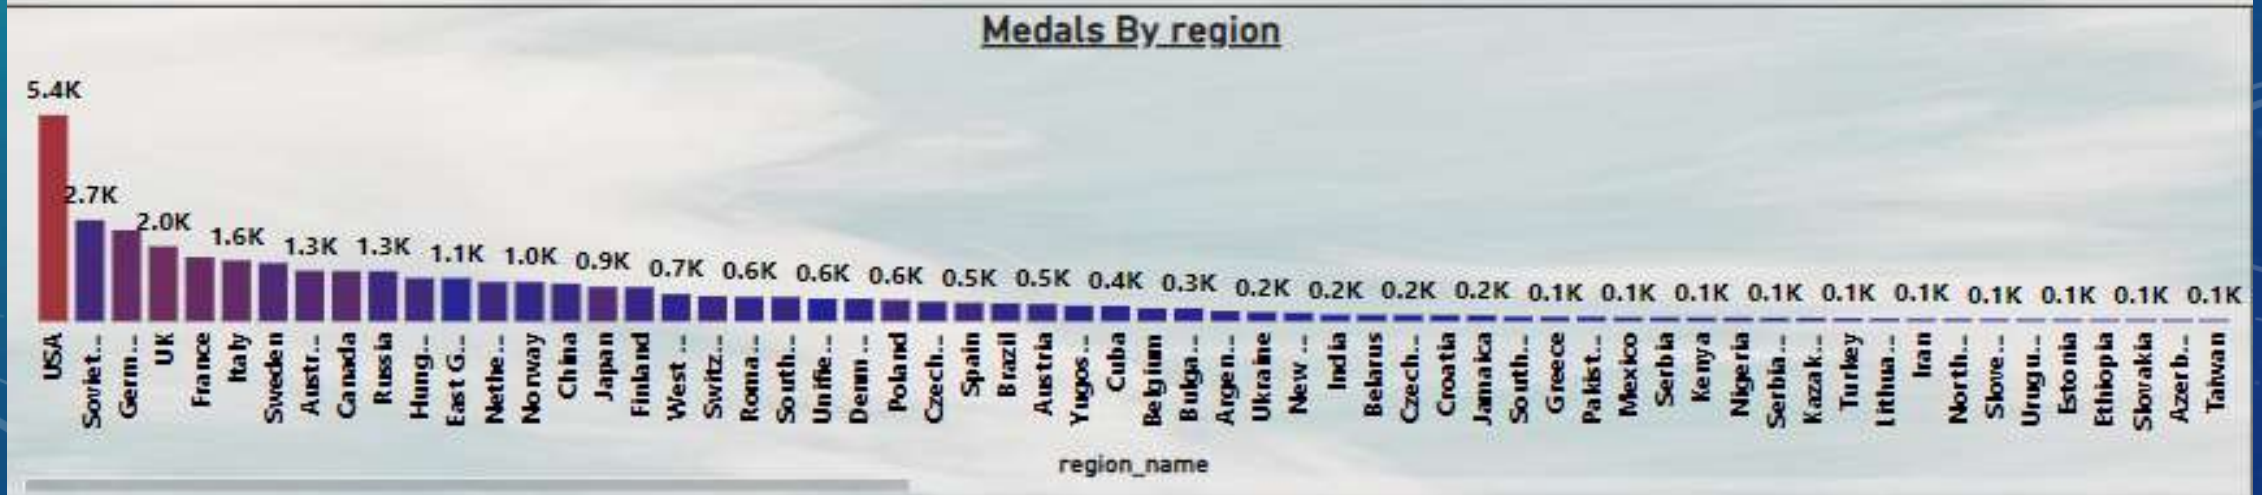 Medals By region
5.4K
2.7K
2.0K
1.6K
1.3K
1.3K
1.1K
1.0K
0.9K
0.7K
0.6K
0.6K
0.6K
0.5K
0.5K
0.4K
0.3K
0.2K
0.2K
0.2K
0.2K
0.1K
0.1K
0.1K
0.1K
0.1K
0.1K
0.1K
0.1K
0.1K
0.1K
USA
Soviet...
Germ...
UK
France
Italy
Sweden
Austr...
Canada
Russia
Hung...
East G...
Nethe...
Norway
China
Japan
Finland
West ...
Switz...
Roma...
South...
Unifie...
Denm...
Poland
Czech...
Spain
Brazil
Austria
Yugos...
Cuba
Belgium
Bulga...
Argen...
Ukraine
New ...
India
Belarus
Czech...
Croatia
Jamaica
South...
Greece
Pakist...
Mexico
Serbia
Kenya
Nigeria
Serbia...
Kazak...
Turkey
Lithua...
Iran
North...
Slove...
Urugu...
Estonia
Ethiopia
Slovakia
Azerb...
Taiwan
region_name